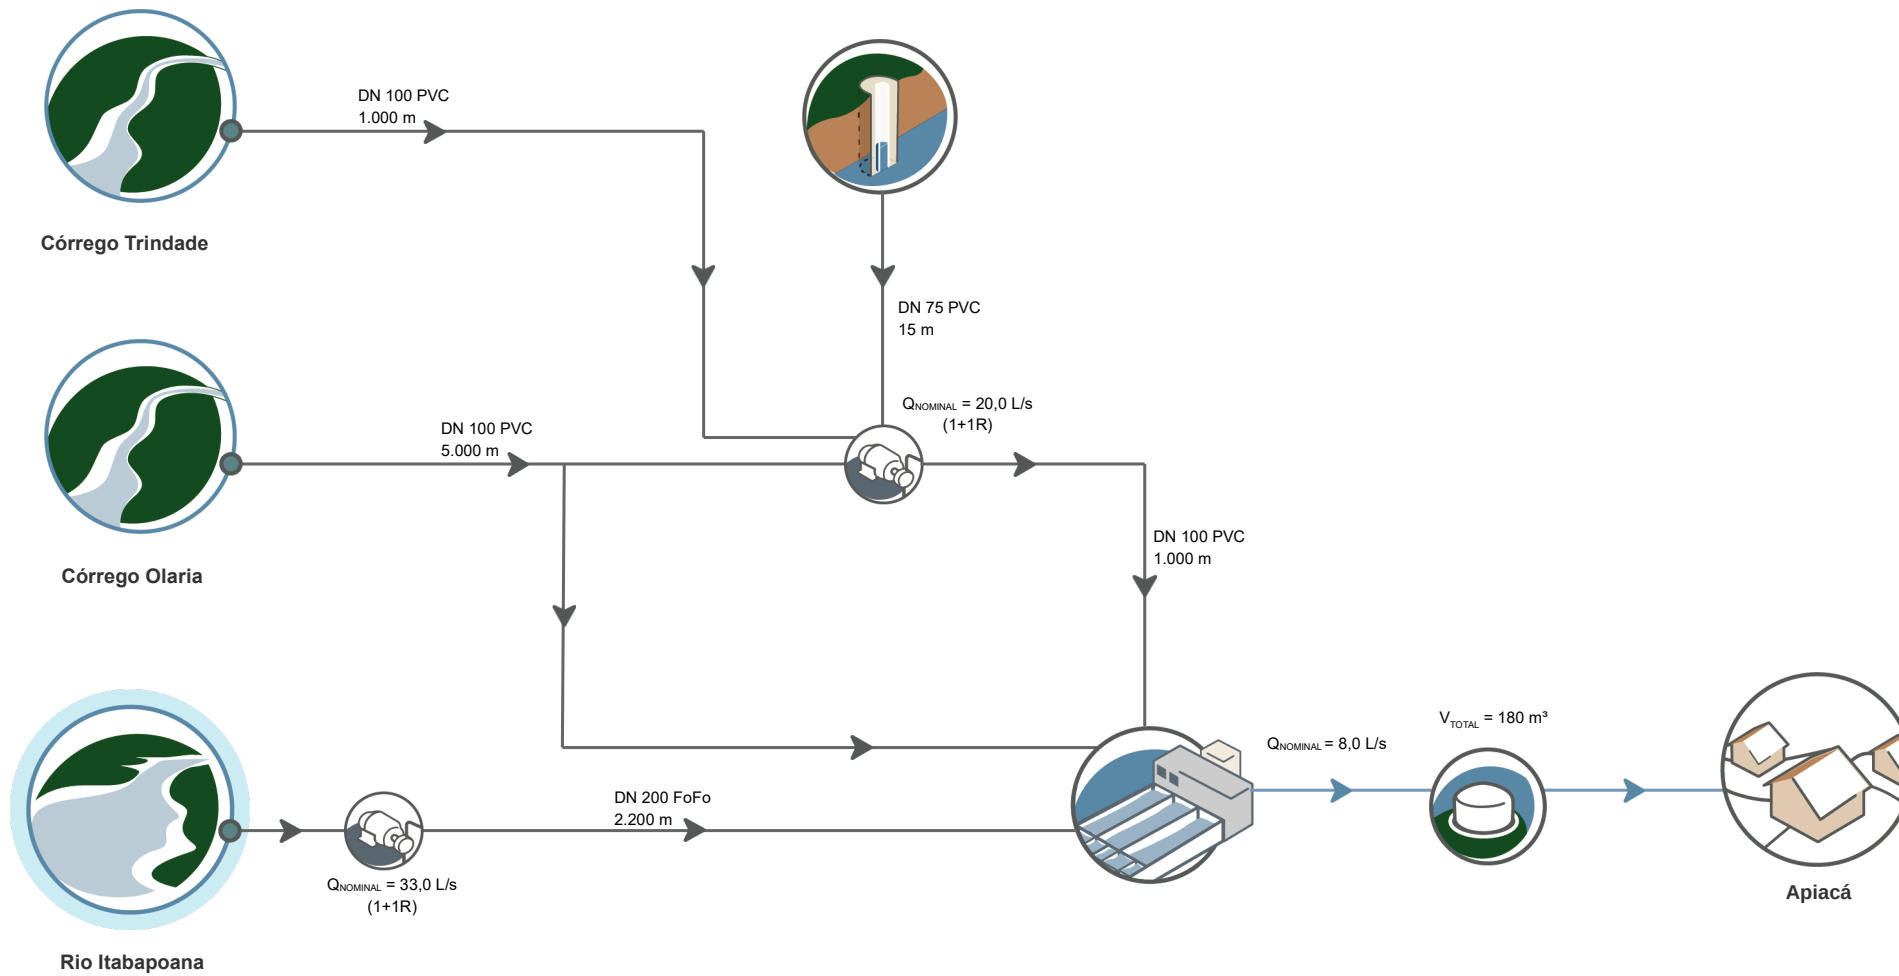 DN 100 PVC
1.000 m
Córrego Trindade
DN 75 PVC
15 m
QNOMINAL = 20,0 L/s
(1+1R)
DN 100 PVC
5.000 m
Córrego Olaria
DN 100 PVC
1.000 m
VTOTAL = 180 m³
QNOMINAL = 8,0 L/s
DN 200 FoFo
2.200 m
QNOMINAL = 33,0 L/s
(1+1R)
Apiacá
Rio Itabapoana